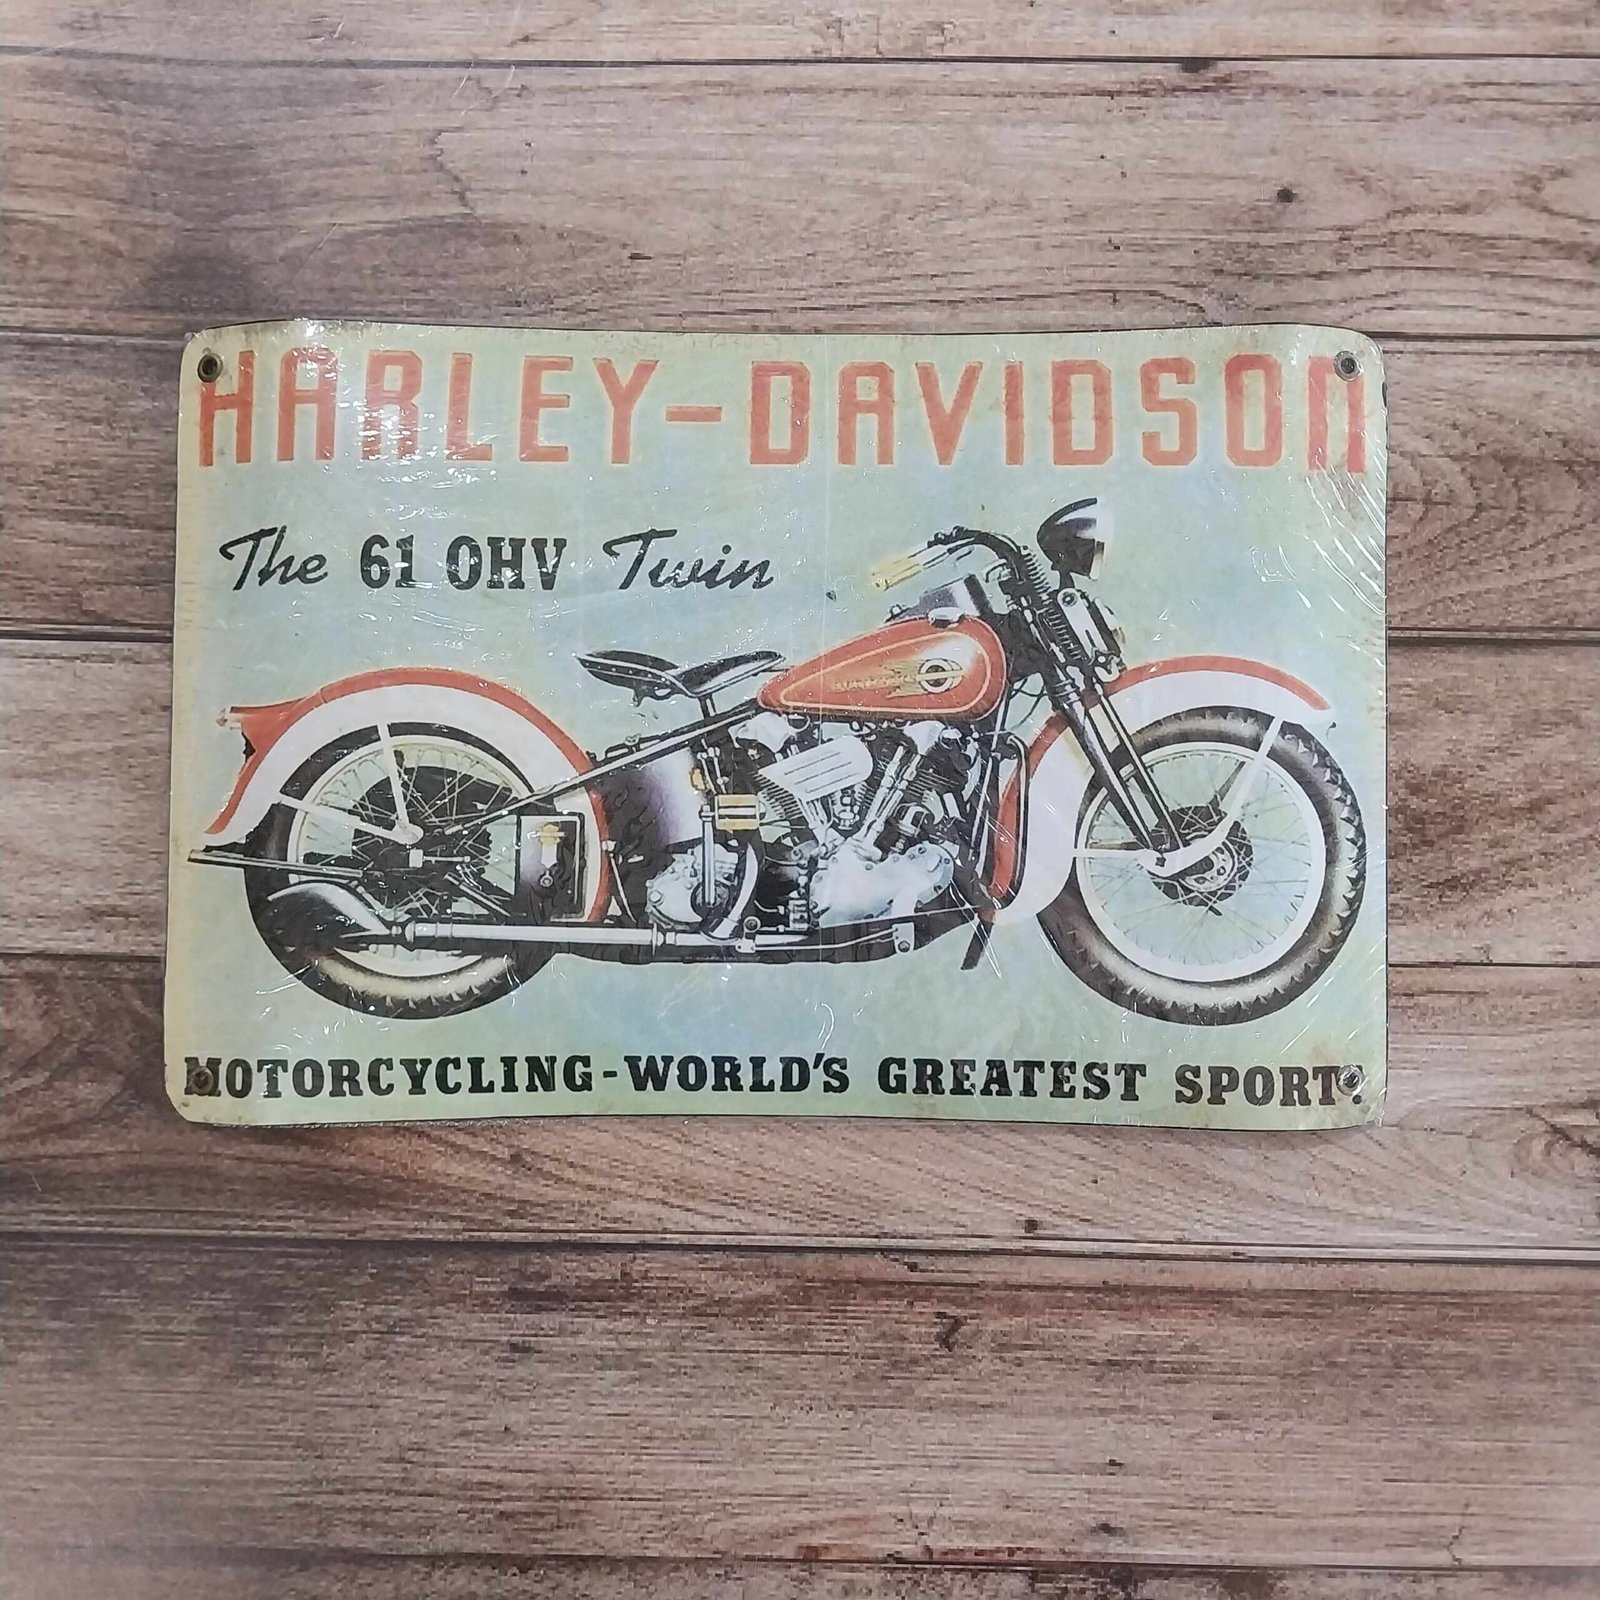 HARLEY-DAVIDSON
The 61 OHV Twin
MOTORCYCLING-WORLD'S GREATEST SPORT!